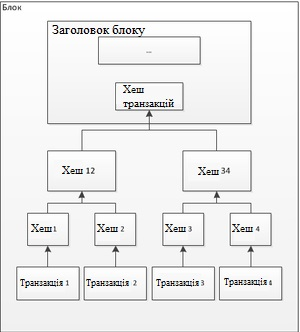 Блок
Заголовок блоку
...
Хеш
транзакцій
Хеш 12
Хеш 34
Хеш 1
Хеш 2
Хеш 3
Хеш 4
Транзакція 1
Транзакція 2
Транзакція 3
Транзакція 4